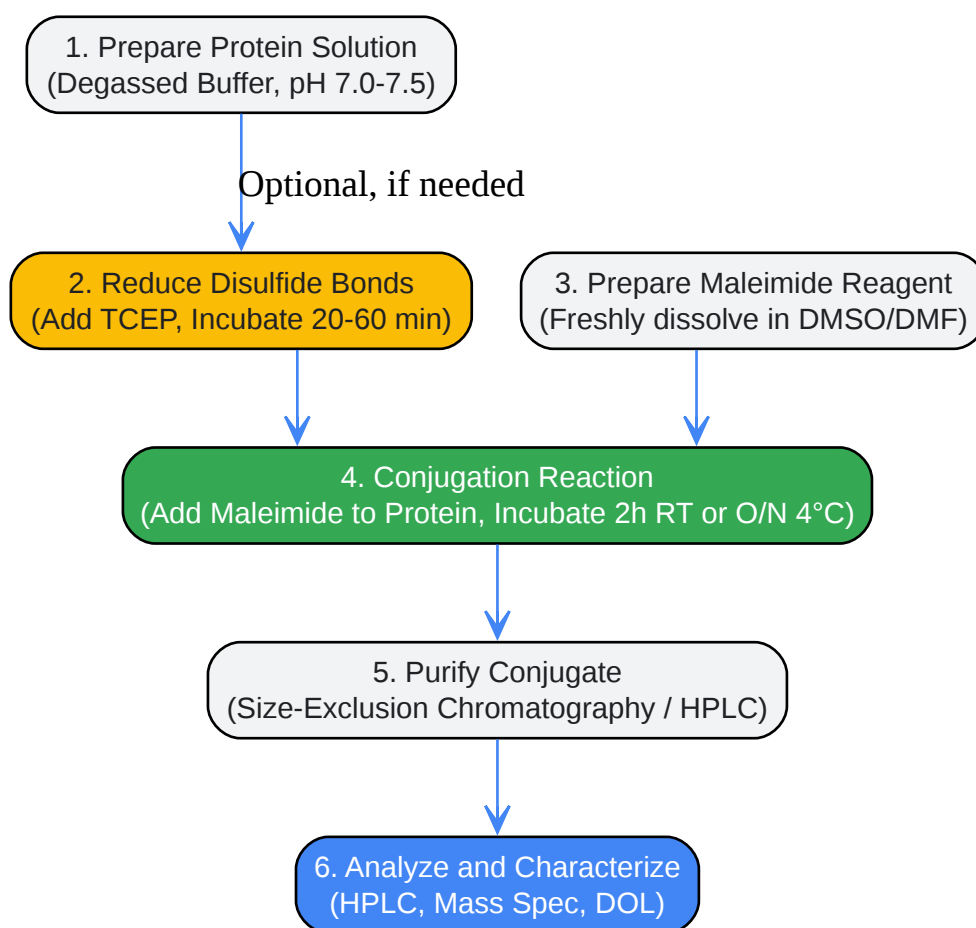 1. Prepare Protein Solution
(Degassed Buffer, pH 7.0-7.5)
Optional, if needed
2. Reduce Disulfide Bonds
(Add TCEP, Incubate 20-60 min)
3. Prepare Maleimide Reagent
(Freshly dissolve in DMSO/DMF)
4. Conjugation Reaction
(Add Maleimide to Protein, Incubate 2h RT or O/N 4°C)
5. Purify Conjugate
(Size-Exclusion Chromatography / HPLC)
6. Analyze and Characterize
(HPLC, Mass Spec, DOL)